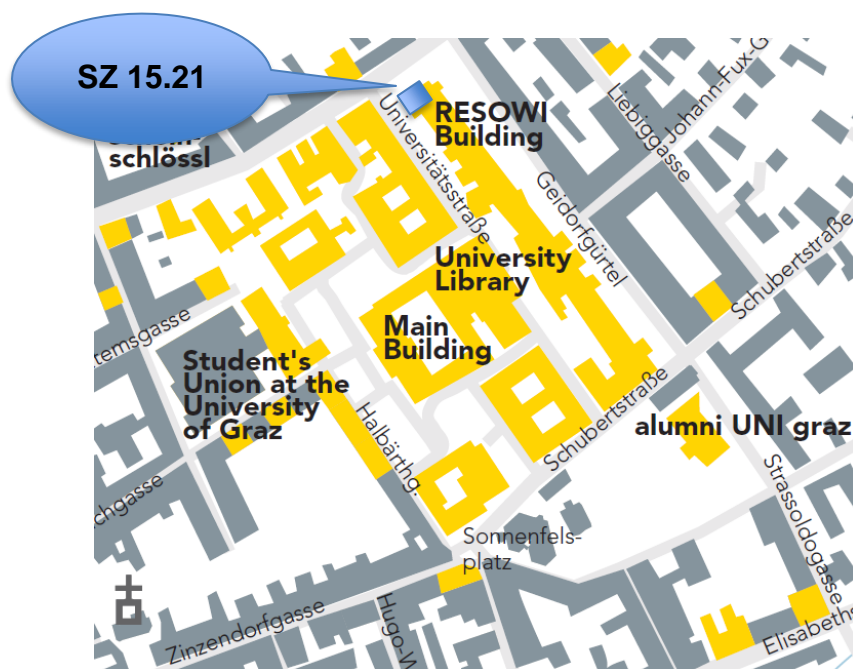 SZ 15.21
schlössl
RESOWI
Building
Universitätsstraße
Liebiggasse
Johann-Fux-G
Geidorfgürtel
University
Library
Main
Building
Schubertstraße
temsgasse
Student's
Union at the
University
of Graz
Halbärthg.
Schubertstraße
alumni UNI graz
chgasse
Strassoldogasse
Sonnenfels-
platz
Zinzendorfgasse
Hugo-W
Elisabeths